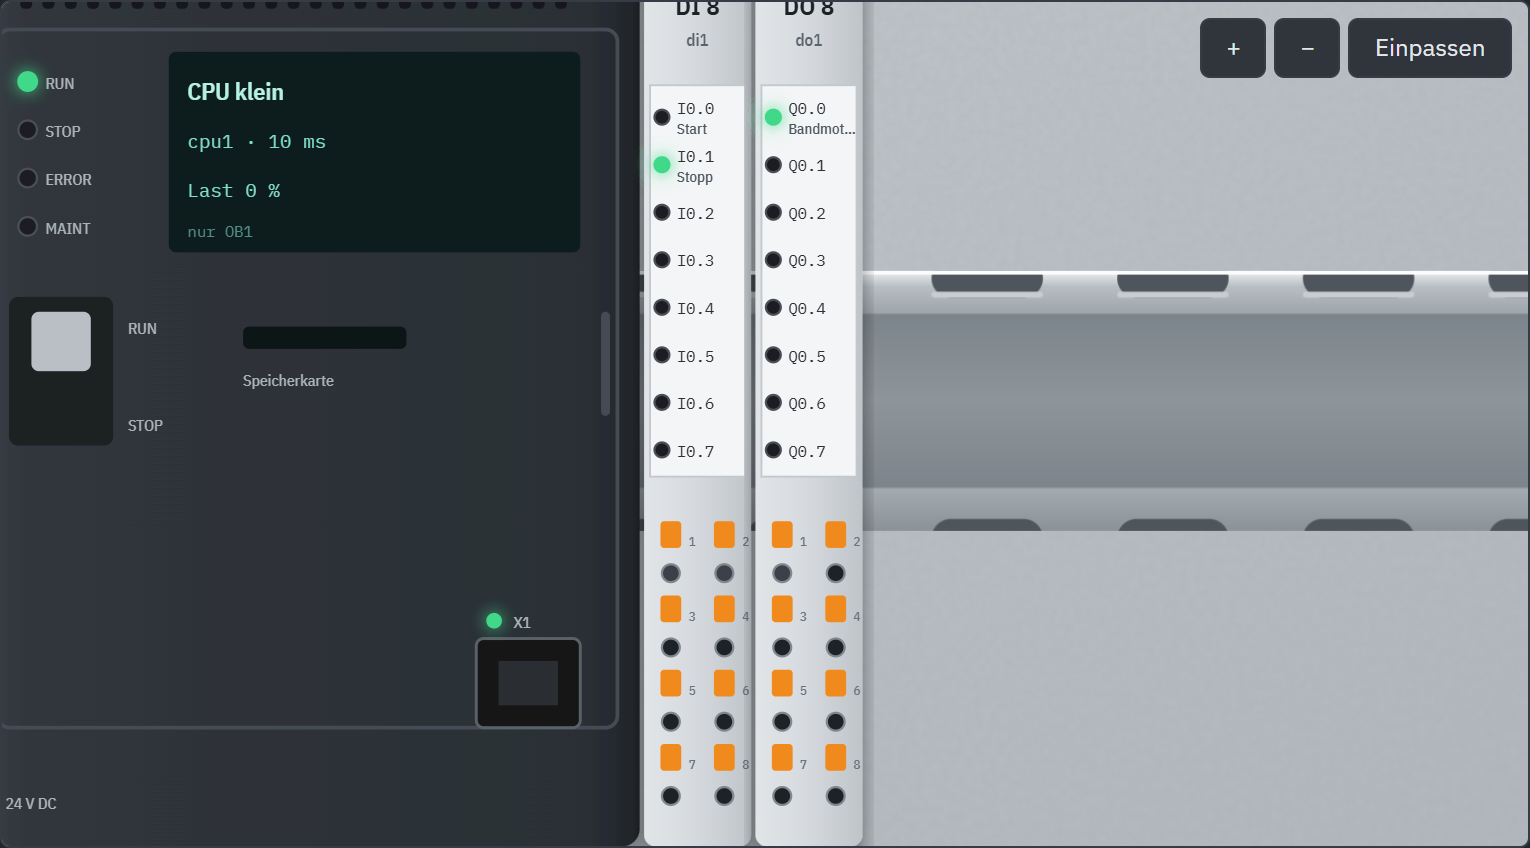 DI 8
DO 8
di1
do1
+
−
Einpassen
RUN
STOP
ERROR
MAINT
CPU klein
cpu1 · 10 ms
Last 0 %
nur OB1
RUN
STOP
Speicherkarte
X1
24 V DC
I0.0
Start
I0.1
Stopp
I0.2
I0.3
I0.4
I0.5
I0.6
I0.7
Q0.0
Bandmot...
Q0.1
Q0.2
Q0.3
Q0.4
Q0.5
Q0.6
Q0.7
1 2 1 2
3 4 3 4
5 6 5 6
7 8 7 8